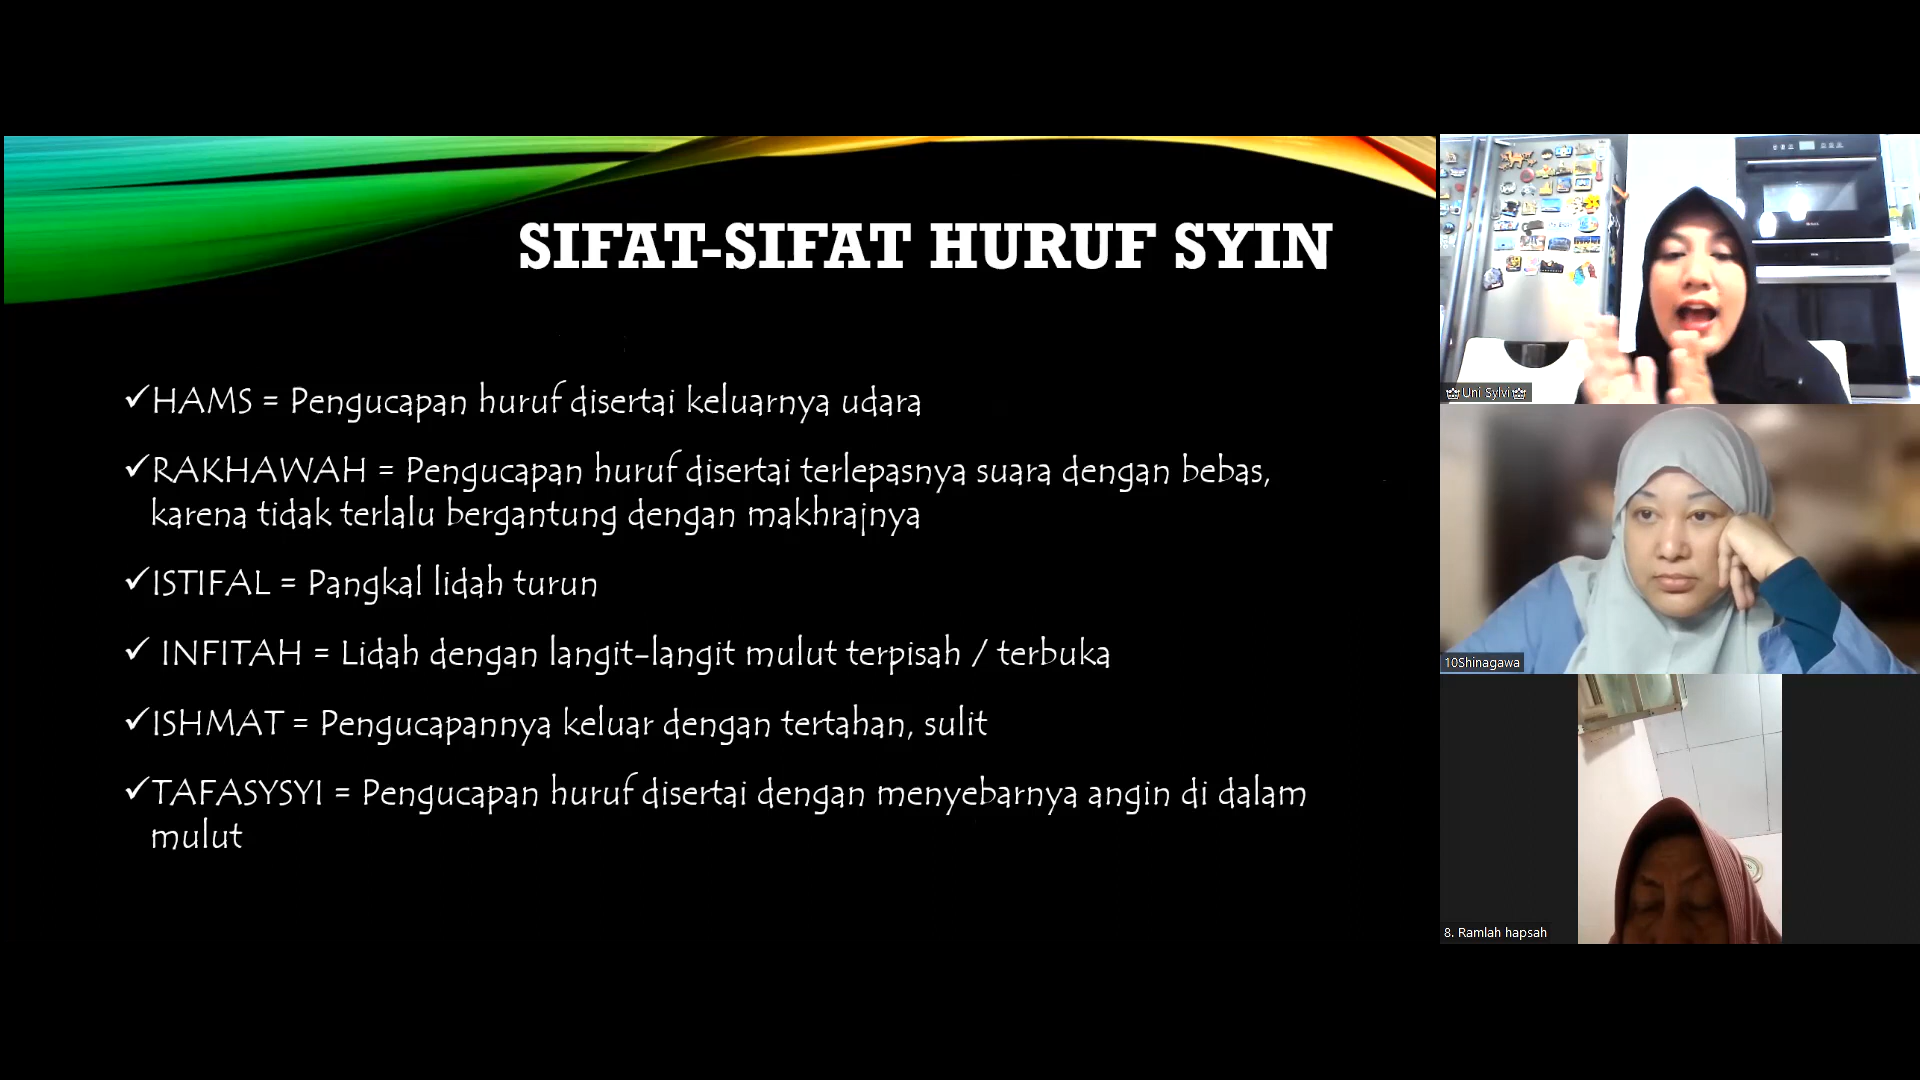 SIFAT-SIFAT HURUF SYIN
✓HAMS = Pengucapan huruf disertai keluarnya udara
✓RAKHAWAH = Pengucapan huruf disertai terlepasnya suara dengan bebas,
karena tidak terlalu bergantung dengan makhrajnya
✓ISTIFAL = Pangkal lidah turun
✓ INFITAH = Lidah dengan langit-langit mulut terpisah / terbuka
✓ISHMAT = Pengucapannya keluar dengan tertahan, sulit
✓TAFASYSYI = Pengucapan huruf disertai dengan menyebarnya angin di dalam
mulut
Uni Sylvi
10Shinagawa
8. Ramlah hapsah